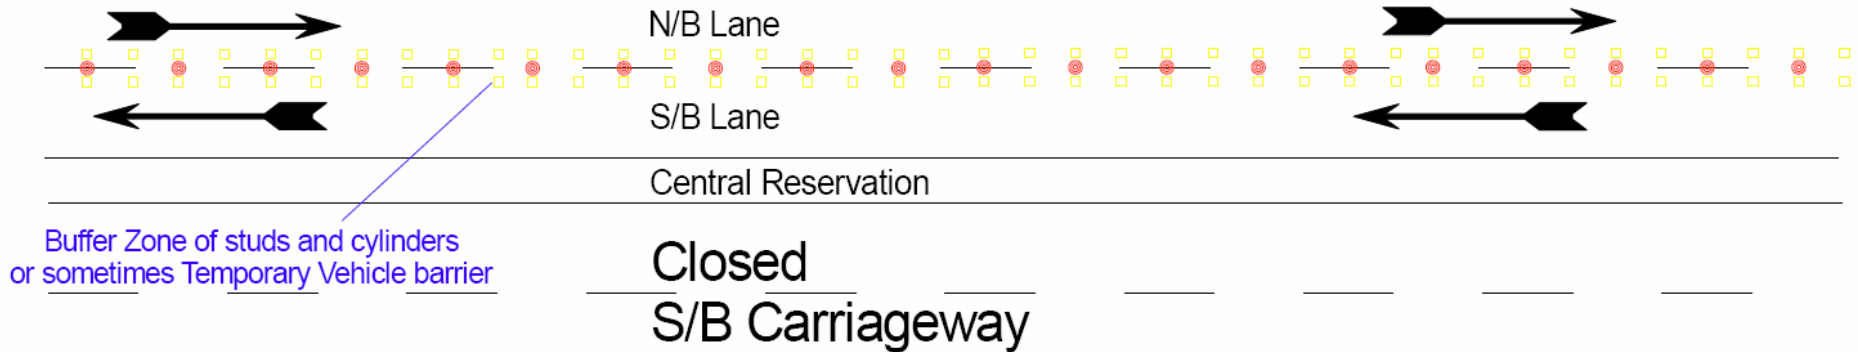 N/B Lane
S/B Lane
Central Reservation
Buffer Zone of studs and cylinders
or sometimes Temporary Vehicle barrier
Closed
S/B Carriageway